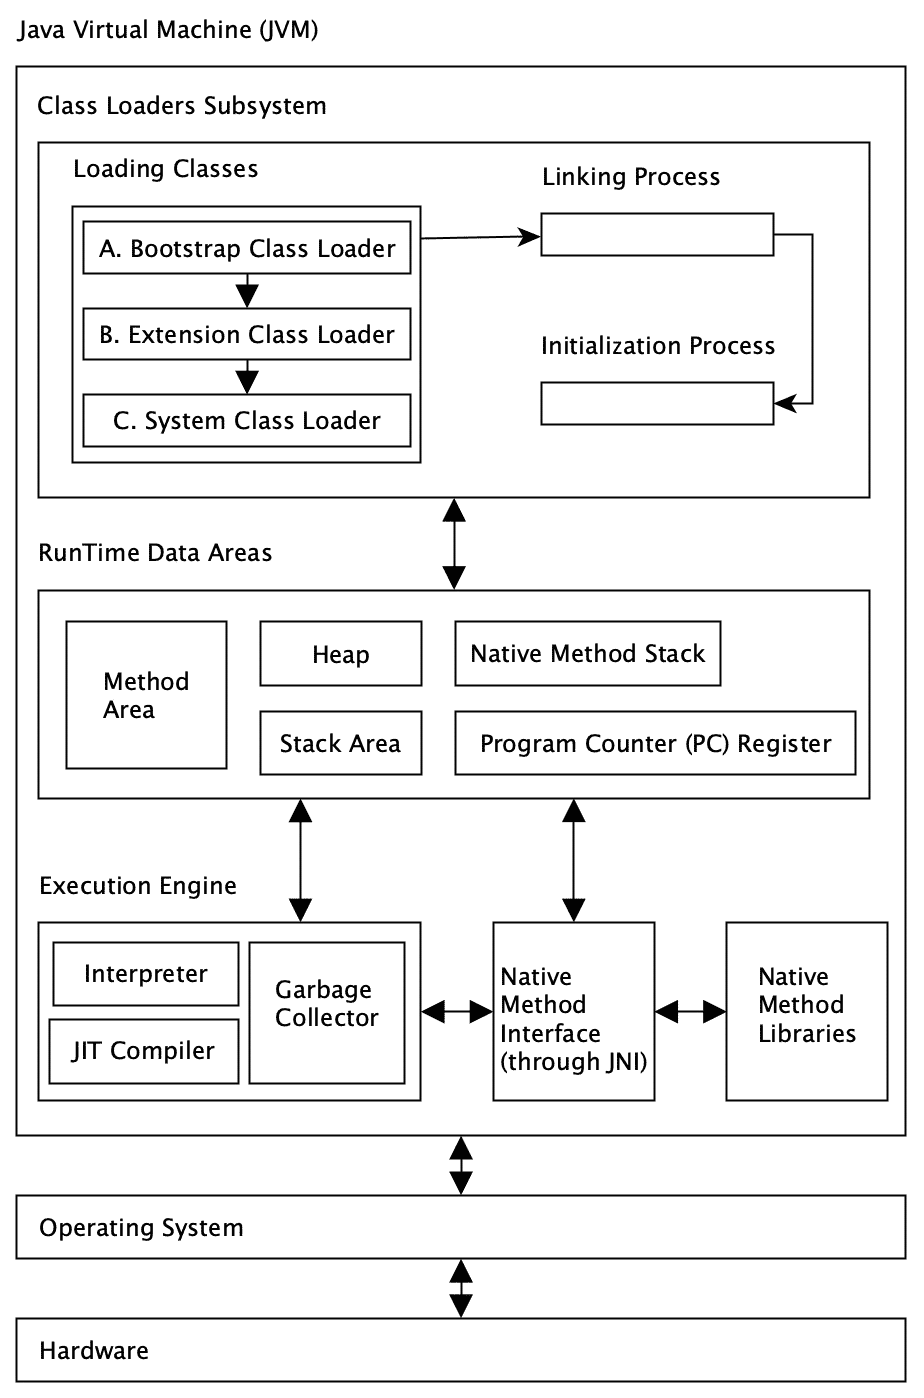 Java Virtual Machine (JVM)
Class Loaders Subsystem
Loading Classes
A. Bootstrap Class Loader
B. Extension Class Loader
C. System Class Loader
Linking Process
Initialization Process
RunTime Data Areas
Method
Area
Heap
Stack Area
Native Method Stack
Program Counter (PC) Register
Execution Engine
Interpreter
JIT Compiler
Garbage
Collector
Native
Method
Interface
(through JNI)
Native
Method
Libraries
Operating System
Hardware